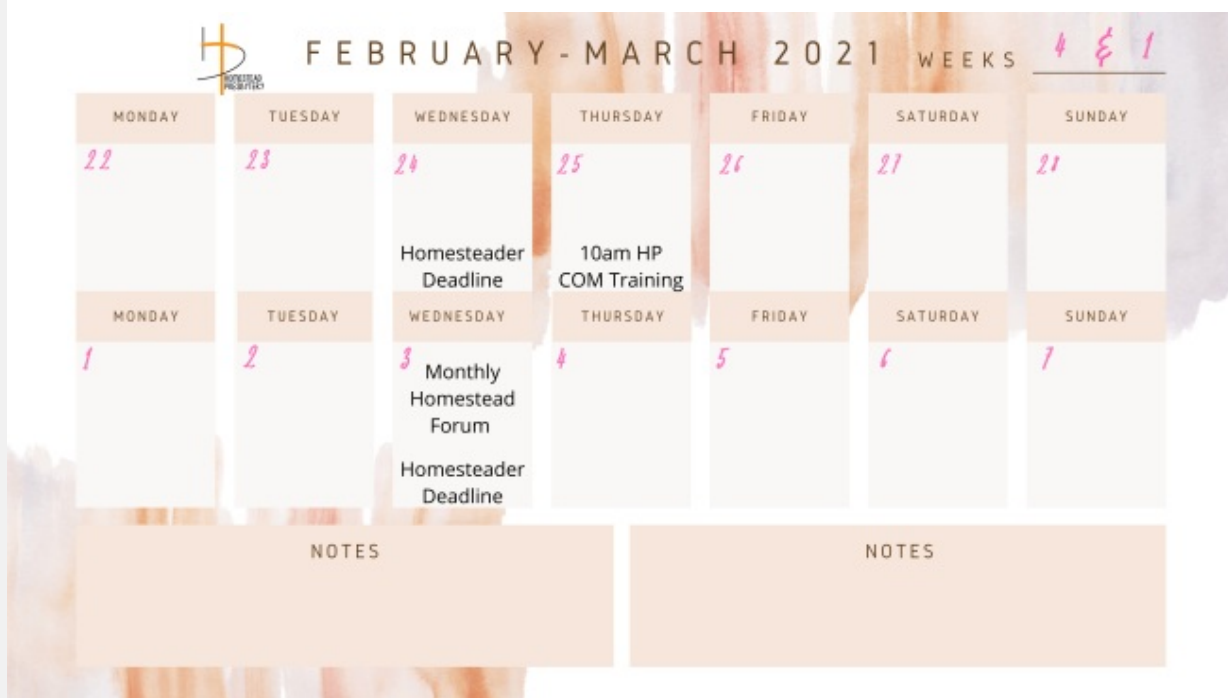 HOMESTEAD
PRESBYTERY
FEBRUARY-MARCH 2021 WEEKS 4 & 1
MONDAY TUESDAY WEDNESDAY THURSDAY FRIDAY SATURDAY SUNDAY
22 23 24 25 26 27 28
Homesteader 10am HP
Deadline COM Training
MONDAY TUESDAY WEDNESDAY THURSDAY FRIDAY SATURDAY SUNDAY
1 2 3 4 5 6 7
Monthly
Homestead
Forum
Homesteader
Deadline
NOTES NOTES